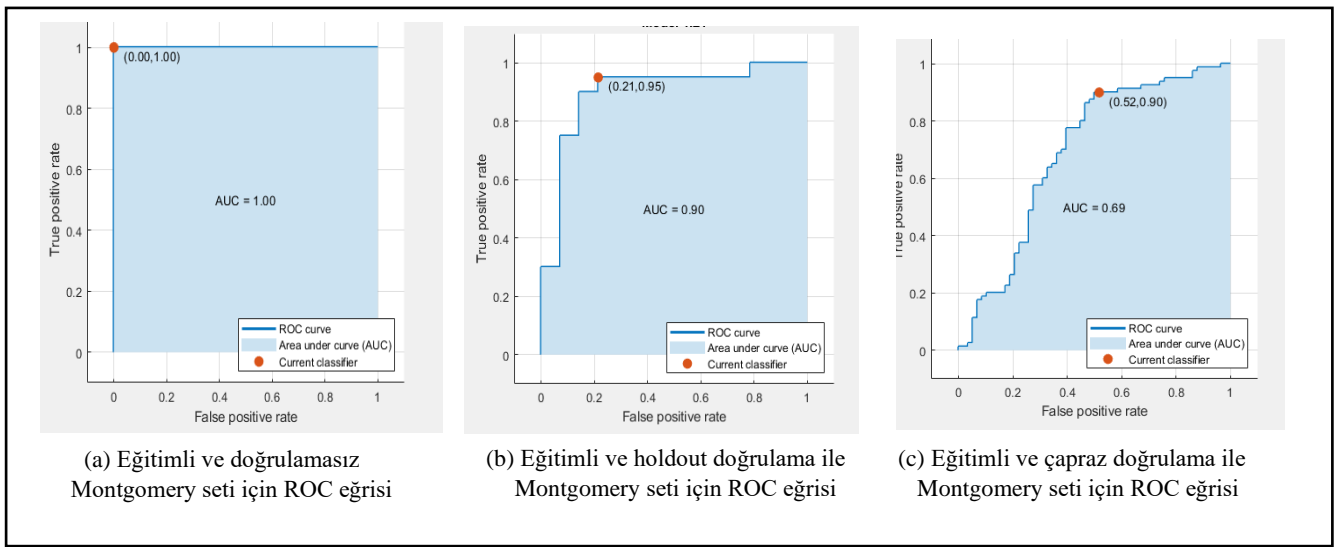 1
(0.00,1.00)
0.8
0.6
AUC = 1.00
0.4
0.2
ROC curve
Area under curve (AUC)
Current classifier
0
0 0.2 0.4 0.6 0.8 1
True positive rate
False positive rate
(a) Eğitimli ve doğrulamasız
Montgomery seti için ROC eğrisi
1
(0.21,0.95)
0.8
0.6
AUC = 0.90
0.4
0.2
ROC curve
Area under curve (AUC)
Current classifier
0
0 0.2 0.4 0.6 0.8 1
True positive rate
False positive rate
(b) Eğitimli ve holdout doğrulama ile
Montgomery seti için ROC eğrisi
1
(0.52,0.90)
0.8
0.6
AUC = 0.69
0.4
0.2
ROC curve
Area under curve (AUC)
Current classifier
0
0 0.2 0.4 0.6 0.8 1
True positive rate
False positive rate
(c) Eğitimli ve çapraz doğrulama ile
Montgomery seti için ROC eğrisi